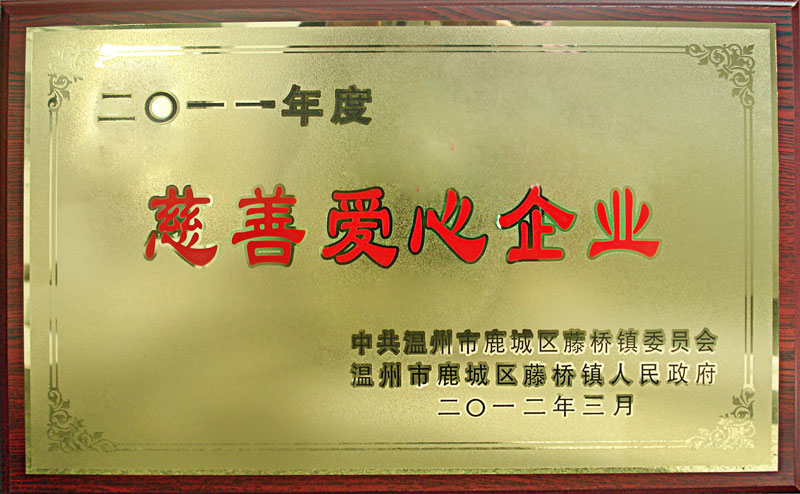 二〇一一年度
慈善爱心企业
中共温州市鹿城区藤桥镇委员会
温州市鹿城区藤桥镇人民政府
二〇一二年三月